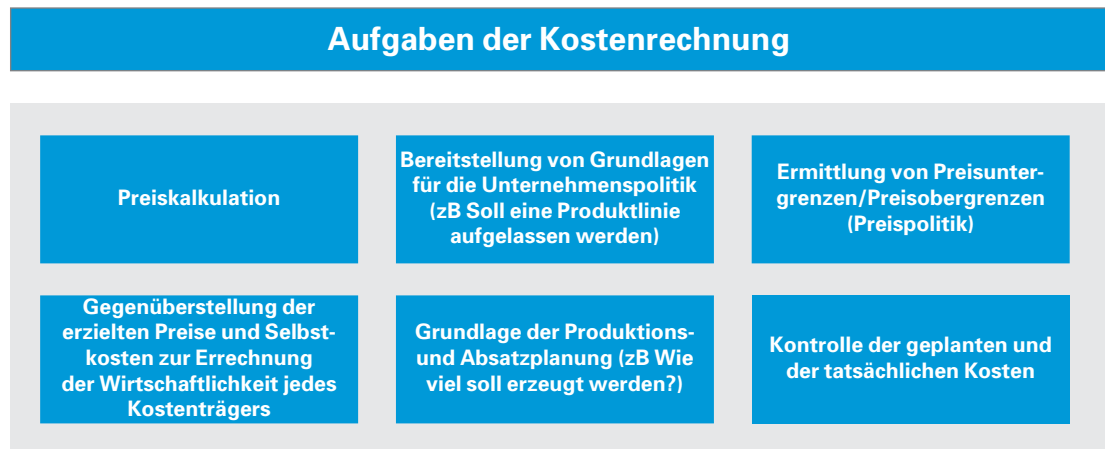 Aufgaben der Kostenrechnung
Preiskalkulation
Bereitstellung von Grundlagen
für die Unternehmenspolitik
(zB Soll eine Produktlinie
aufgelassen werden)
Ermittlung von Preisunter-
grenzen/Preisobergrenzen
(Preispolitik)
Gegenüberstellung der
erzielten Preise und Selbst-
kosten zur Errechnung
der Wirtschaftlichkeit jedes
Kostenträgers
Grundlage der Produktions-
und Absatzplanung (zB Wie
viel soll erzeugt werden?)
Kontrolle der geplanten und
der tatsächlichen Kosten